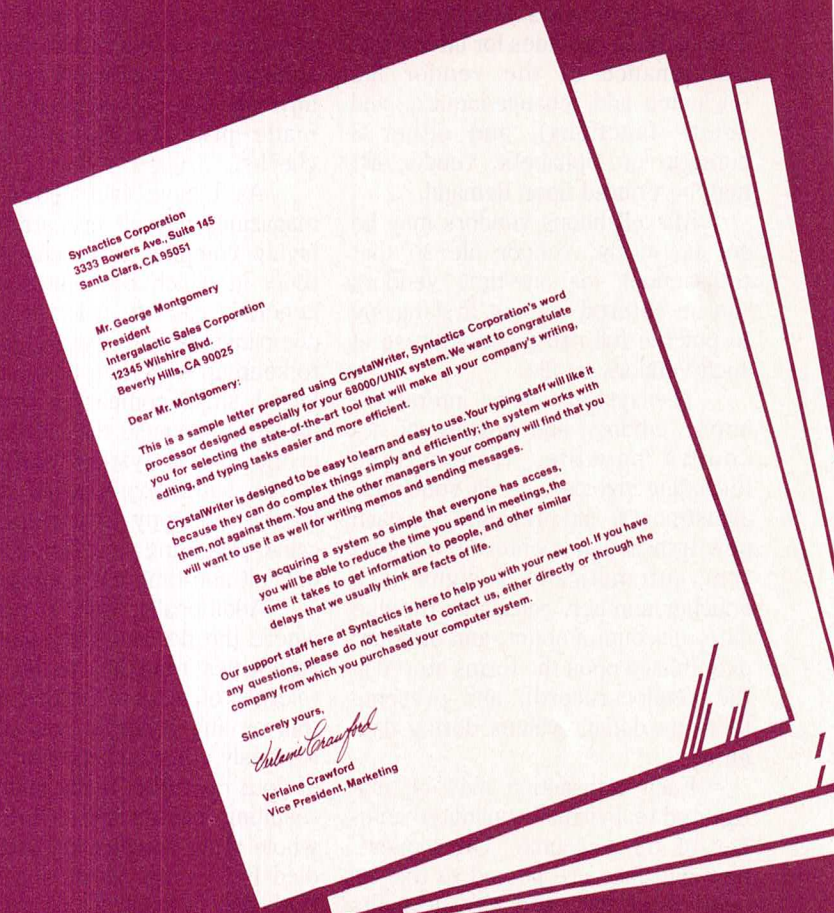 Syntactics Corporation
3333 Bowers Ave., Suite 145
Santa Clara, CA 95051
Mr. George Montgomery
President
Intergalactic Sales Corporation
12345 Wilshire Blvd.
Beverly Hills, CA 90025
Dear Mr. Montgomery:
This is a sample letter prepared using CrystalWriter, Syntactics Corporation's word
processor designed especially for your 68000/UNIX system. We want to congratulate
you for selecting the state-of-the-art tool that will make all your company's writing,
editing, and typing tasks easier and more efficient.
CrystalWriter is designed to be easy to learn and easy to use. Your typing staff will like it
because they can do complex things simply and efficiently: the system works with
them, not against them. You and the other managers in your company will find that you
will want to use it as well for writing memos and sending messages.
By acquiring a system so simple that everyone has access,
you will be able to reduce the time you spend in meetings, the
time it takes to get information to people, and other similar
delays that we usually think are facts of life.
Our support staff here at Syntactics is here to help you with your new tool. If you have
any questions, please do not hesitate to contact us, either directly or through the
company from which you purchased your computer system.
Sincerely yours,
Verlaine Crawford
Verlaine Crawford
Vice President, Marketing